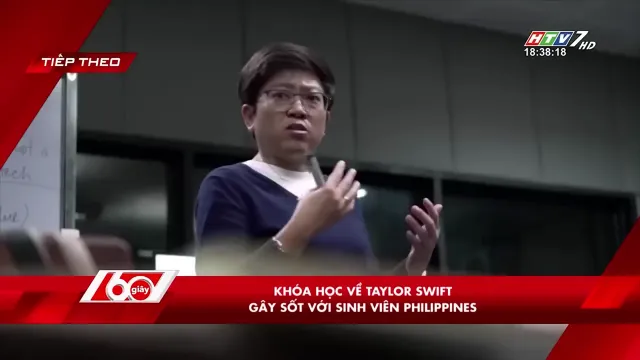 TIẾP THEO
HTV7 HD
18:38:18
60 giây
KHÓA HỌC VỀ TAYLOR SWIFT
GÂY SỐT VỚI SINH VIÊN PHILIPPINES